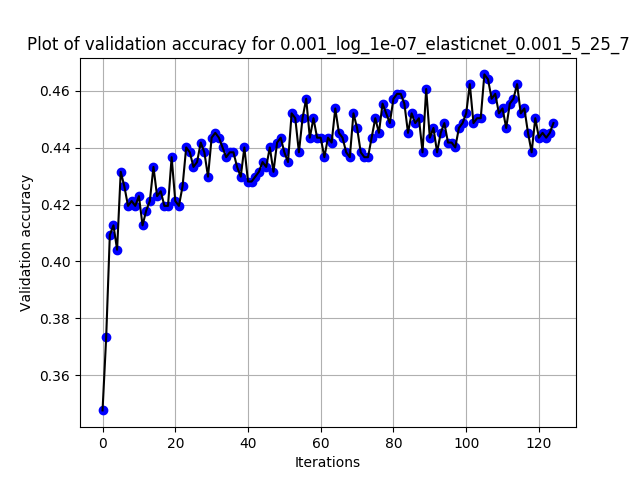 Plot of validation accuracy for 0.001_log_1e-07_elasticnet_0.001_5_25_7
0.46
0.44
0.42
0.40
0.38
0.36
Validation accuracy
0 20 40 60 80 100 120
Iterations